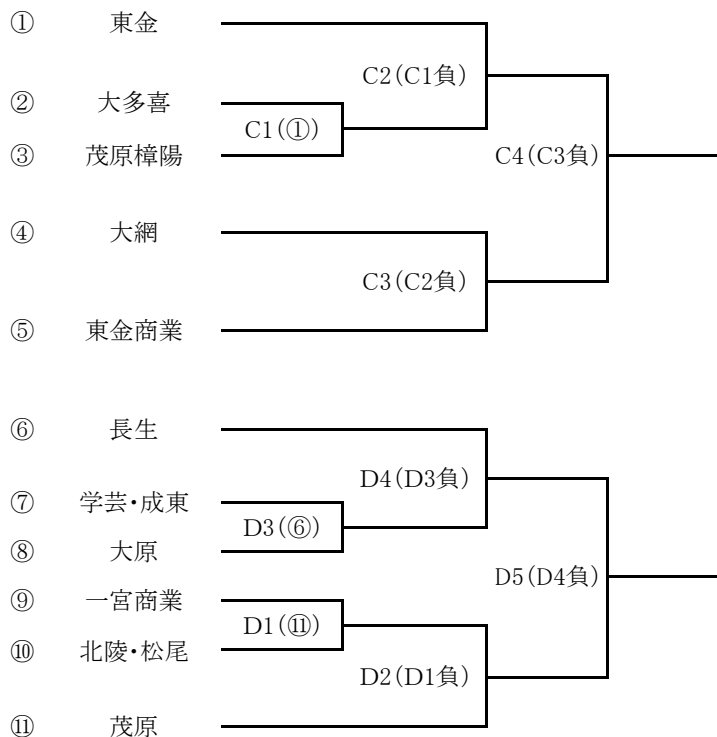 ① 東金
C2(C1負)
② 大多喜
C1(①)
③ 茂原樟陽
C4(C3負)
④ 大網
C3(C2負)
⑤ 東金商業
⑥ 長生
D4(D3負)
⑦ 学芸・成東
D3(⑥)
⑧ 大原
D5(D4負)
⑨ 一宮商業
D1(⑪)
⑩ 北陵・松尾
D2(D1負)
⑪ 茂原